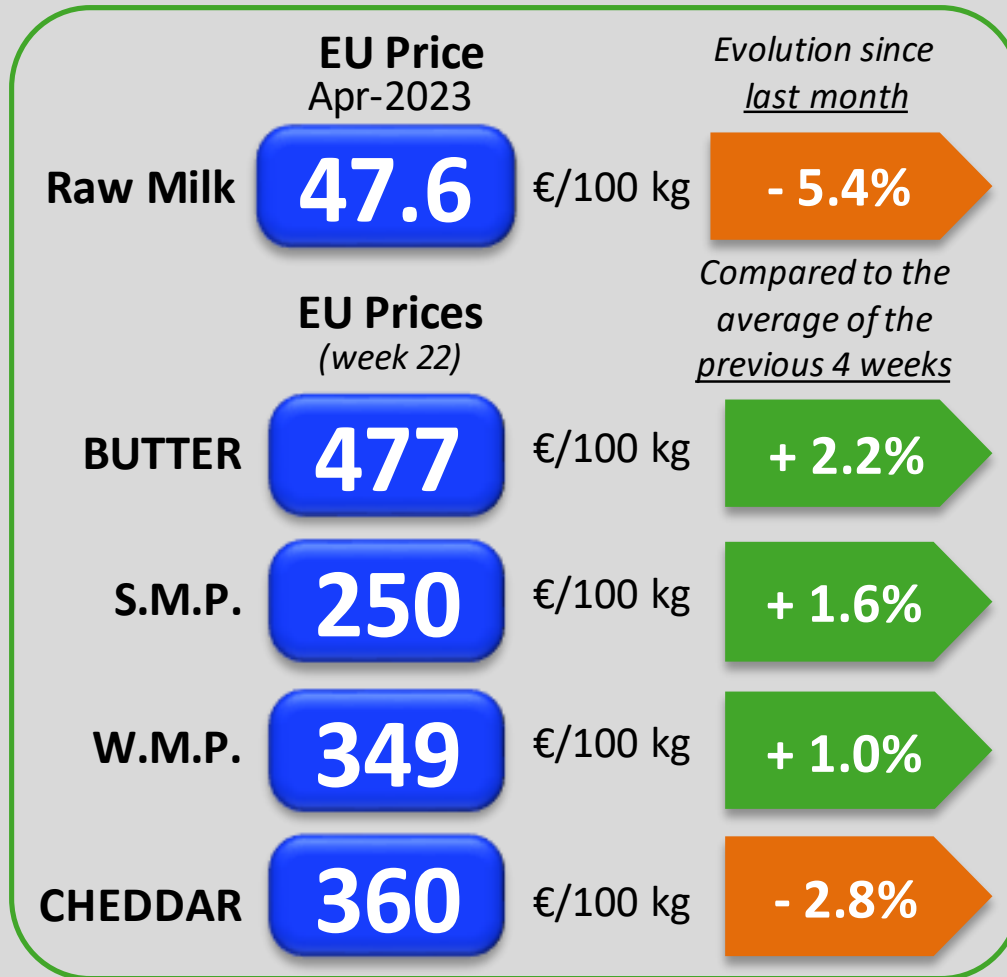 EU Price
Apr-2023
Evolution since
last month
Raw Milk 47.6 €/100 kg - 5.4%
EU Prices
(week 22)
Compared to the
average of the
previous 4 weeks
BUTTER 477 €/100 kg + 2.2%
S.M.P. 250 €/100 kg + 1.6%
W.M.P. 349 €/100 kg + 1.0%
CHEDDAR 360 €/100 kg - 2.8%